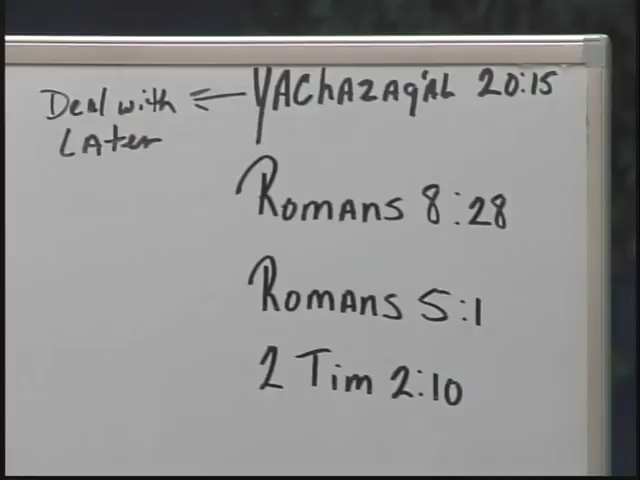 Deal with
Later
YAChAZAq'AL 20:15
Romans 8:28
Romans 5:1
2 Tim 2:10